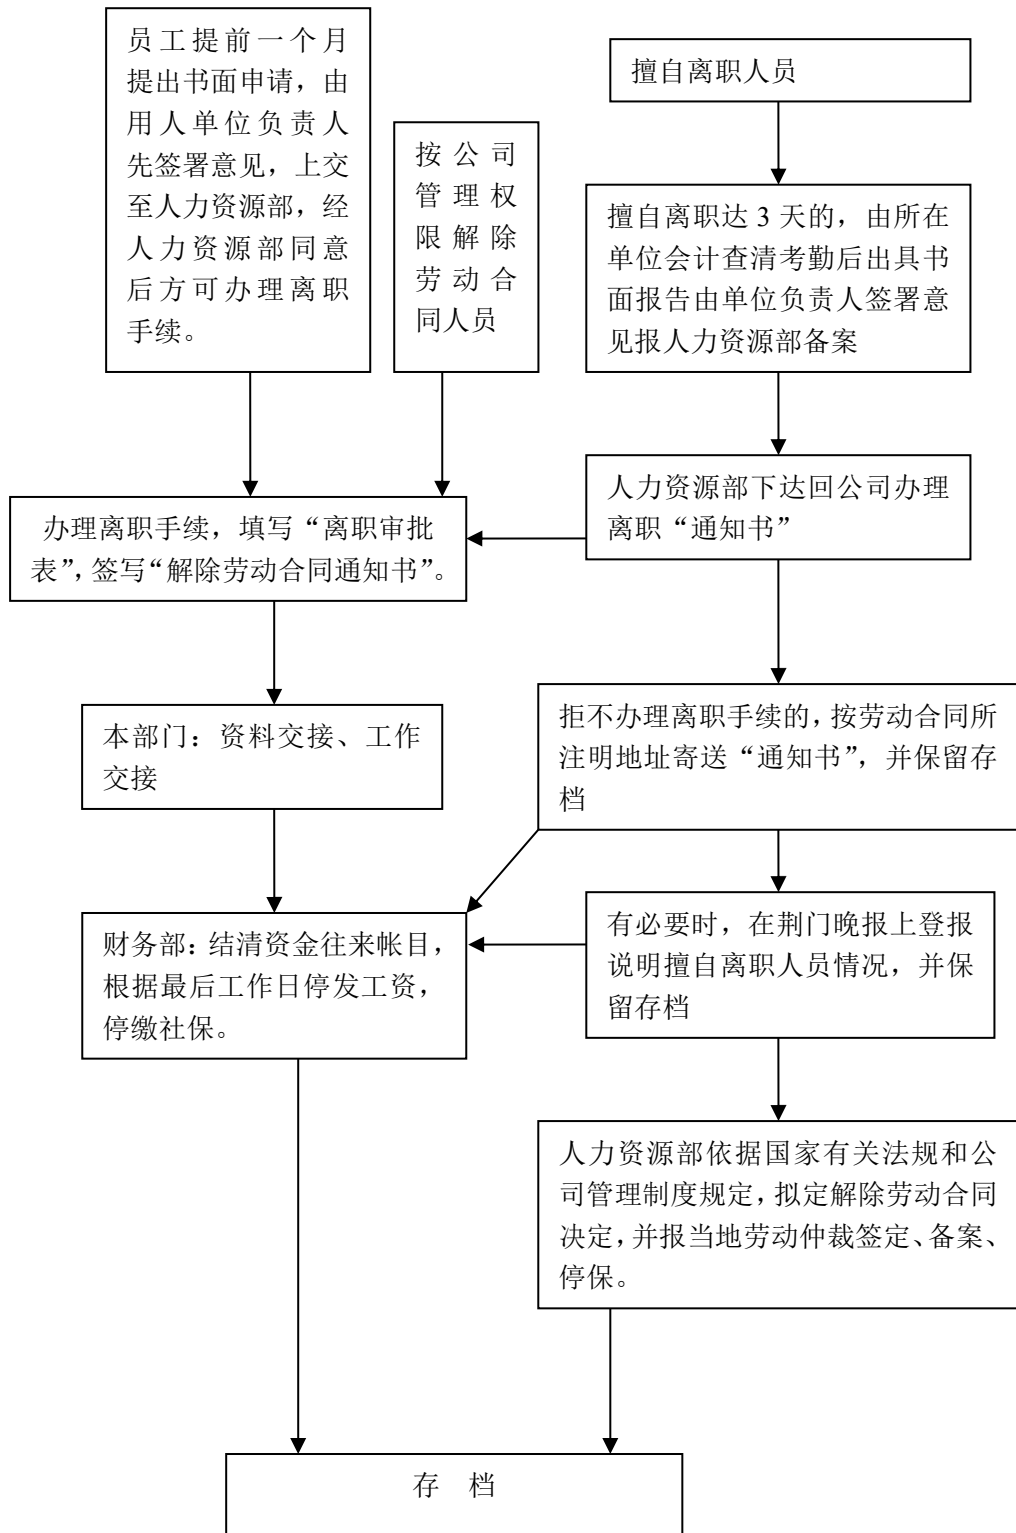 员工提前一个月
提出书面申请，由
用人单位负责人
先签署意见，上交
至人力资源部，经
人力资源部同意
后方可办理离职
手续。
按公司
管理权
限解除
劳动合
同人员
擅自离职人员
擅自离职达 3 天的，由所在
单位会计查清考勤后出具书
面报告由单位负责人签署意
见报人力资源部备案
人力资源部下达回公司办理
离职“通知书”
办理离职手续，填写“离职审批
表”，签写“解除劳动合同通知书”。
本部门：资料交接、工作
交接
拒不办理离职手续的，按劳动合同所
注明地址寄送“通知书”，并保留存
档
财务部：结清资金往来帐目，
根据最后工作日停发工资，
停缴社保。
有必要时，在荆门晚报上登报
说明擅自离职人员情况，并保
留存档
人力资源部依据国家有关法规和公
司管理制度规定，拟定解除劳动合同
决定，并报当地劳动仲裁签定、备案、
停保。
存 档